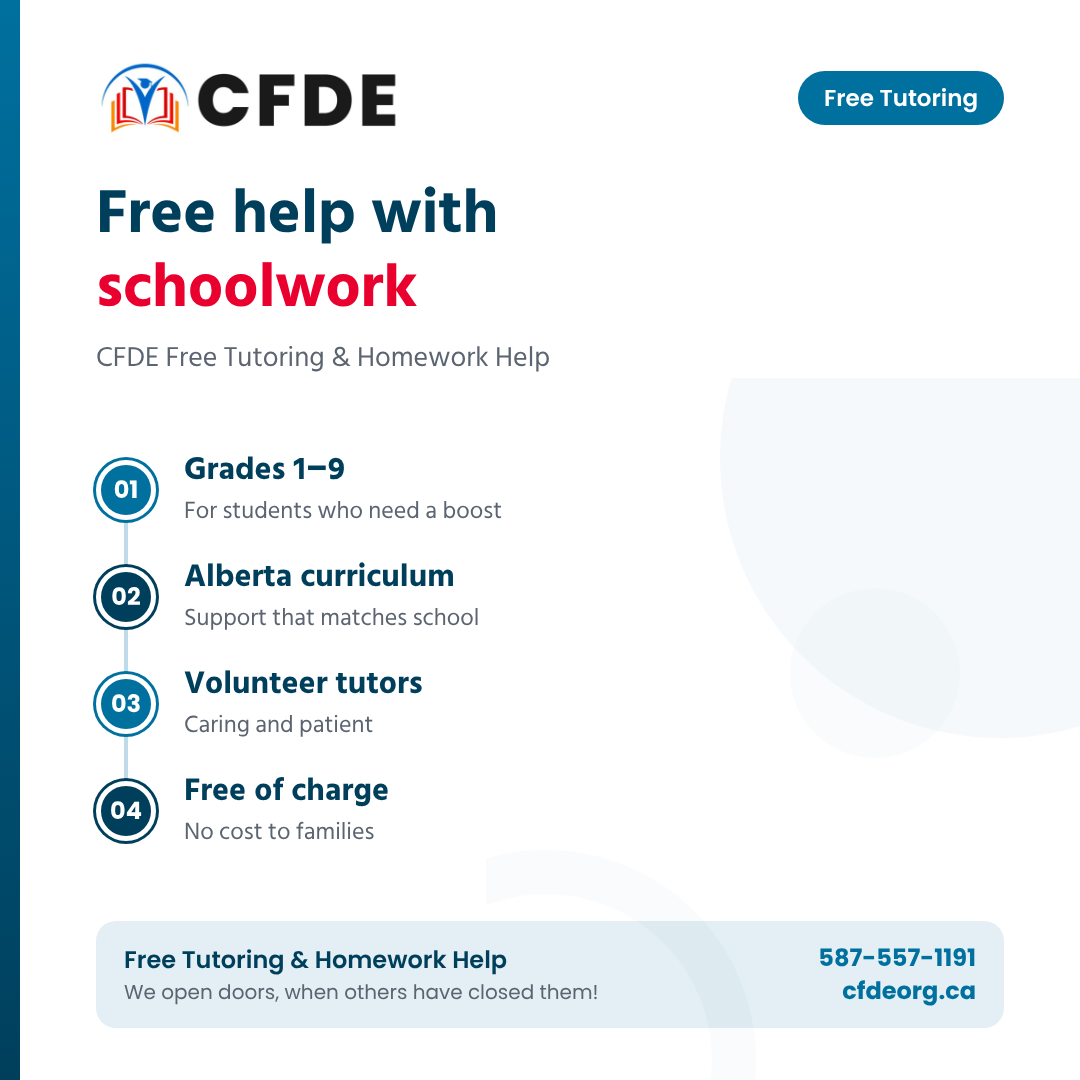 CFDE
Free Tutoring
Free help with
schoolwork
CFDE Free Tutoring & Homework Help
01
Grades 1–9
For students who need a boost
02
Alberta curriculum
Support that matches school
03
Volunteer tutors
Caring and patient
04
Free of charge
No cost to families
Free Tutoring & Homework Help
We open doors, when others have closed them!
587-557-1191
cfdeorg.ca